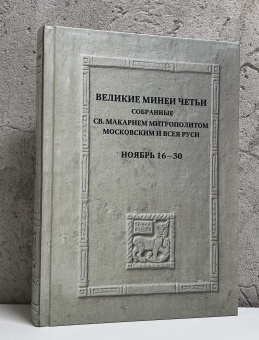 ВЕЛИКИЕ МИНЕИ ЧЕТЬИ
СОБРАННЫЕ
СВ. МАКАРИЕМ МИТРОПОЛИТОМ
МОСКОВСКИМ И ВСЕЯ РУСИ
НОЯБРЬ 16–30